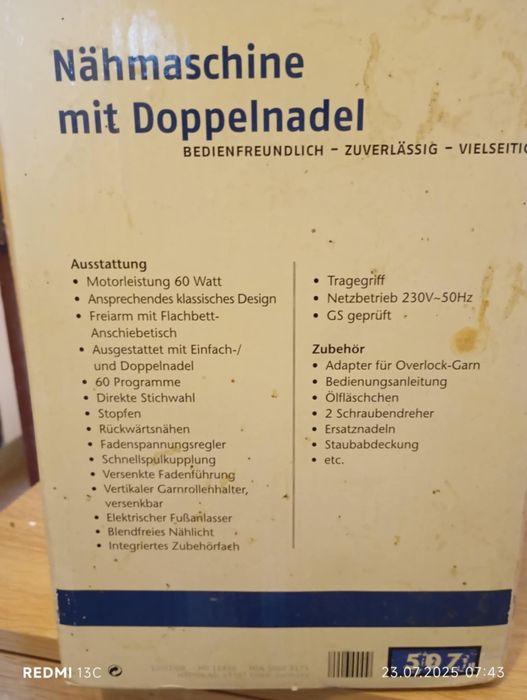 Nähmaschine
mit Doppelnadel
BEDIENFREUNDLICH – ZUVERLÄSSIG – VIELSEITIG
Ausstattung
• Motorleistung 60 Watt
• Ansprechendes klassisches Design
• Freiarm mit Flachbett-
Anschiebetisch
• Ausgestattet mit Einfach-/
und Doppelnadel
• 60 Programme
• Direkte Stichwahl
• Stopfen
• Rückwärtsnähen
• Fadenspannungsregler
• Schnellspulkupplung
• Versenkte Fadenführung
• Vertikaler Garnrollenhalter,
versenkbar
• Elektrischer Fußanlasser
• Blendfreies Nählicht
• Integriertes Zubehörfach
• Tragegriff
• Netzbetrieb 230V~50Hz
• GS geprüft
Zubehör
• Adapter für Overlock-Garn
• Bedienungsanleitung
• Ölfläschchen
• 2 Schraubendreher
• Ersatznadeln
• Staubabdeckung
• etc.
REDMI 13C
23.07.2025 07:43